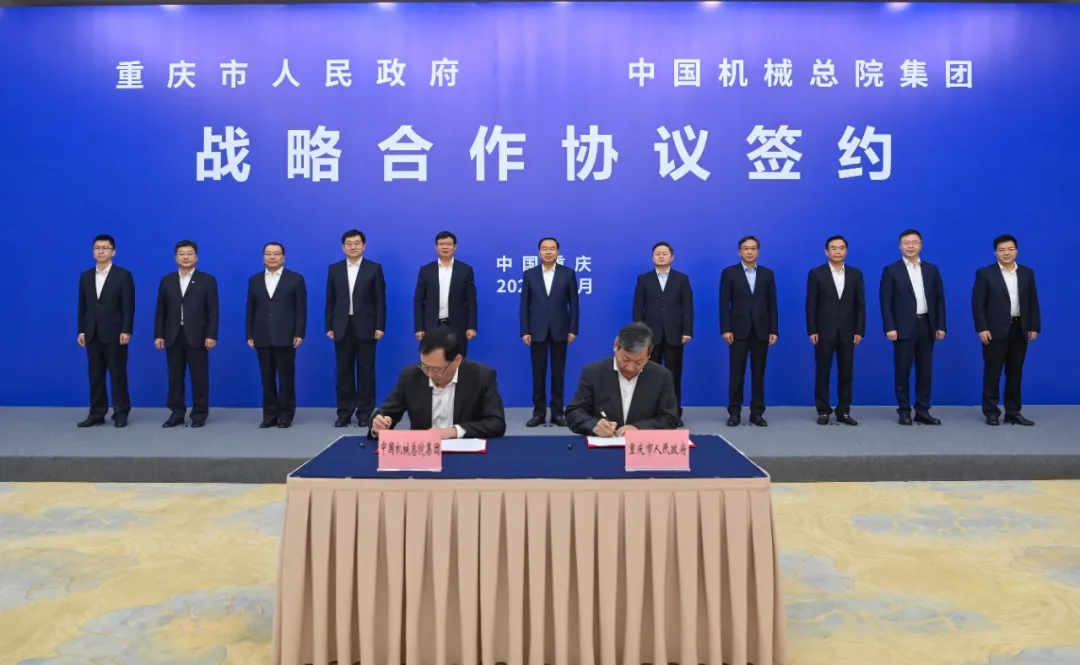 重庆市人民政府 中国机械总院集团
战略合作协议签约
中国重庆
202 月
中国机械总院集团
重庆市人民政府